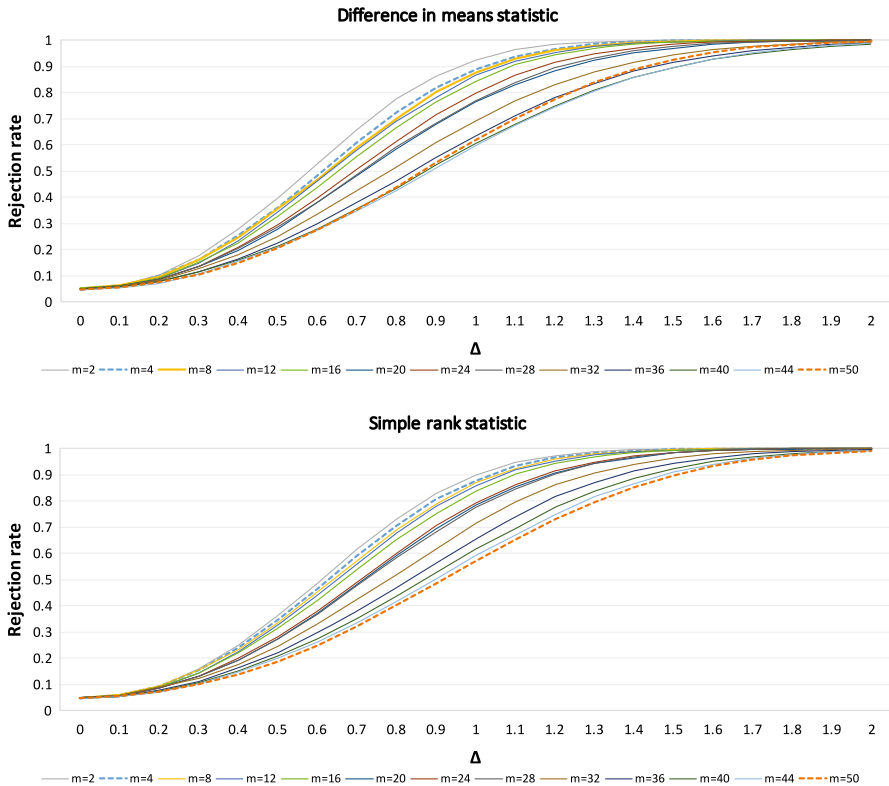 Difference in means statistic
Rejection rate
1
0.9
0.8
0.7
0.6
0.5
0.4
0.3
0.2
0.1
0
0 0.1 0.2 0.3 0.4 0.5 0.6 0.7 0.8 0.9 1 1.1 1.2 1.3 1.4 1.5 1.6 1.7 1.8 1.9 2
Δ
m=2 m=4 m=8 m=12 m=16 m=20 m=24 m=28 m=32 m=36 m=40 m=44 m=50
Simple rank statistic
Rejection rate
1
0.9
0.8
0.7
0.6
0.5
0.4
0.3
0.2
0.1
0
0 0.1 0.2 0.3 0.4 0.5 0.6 0.7 0.8 0.9 1 1.1 1.2 1.3 1.4 1.5 1.6 1.7 1.8 1.9 2
Δ
m=2 m=4 m=8 m=12 m=16 m=20 m=24 m=28 m=32 m=36 m=40 m=44 m=50